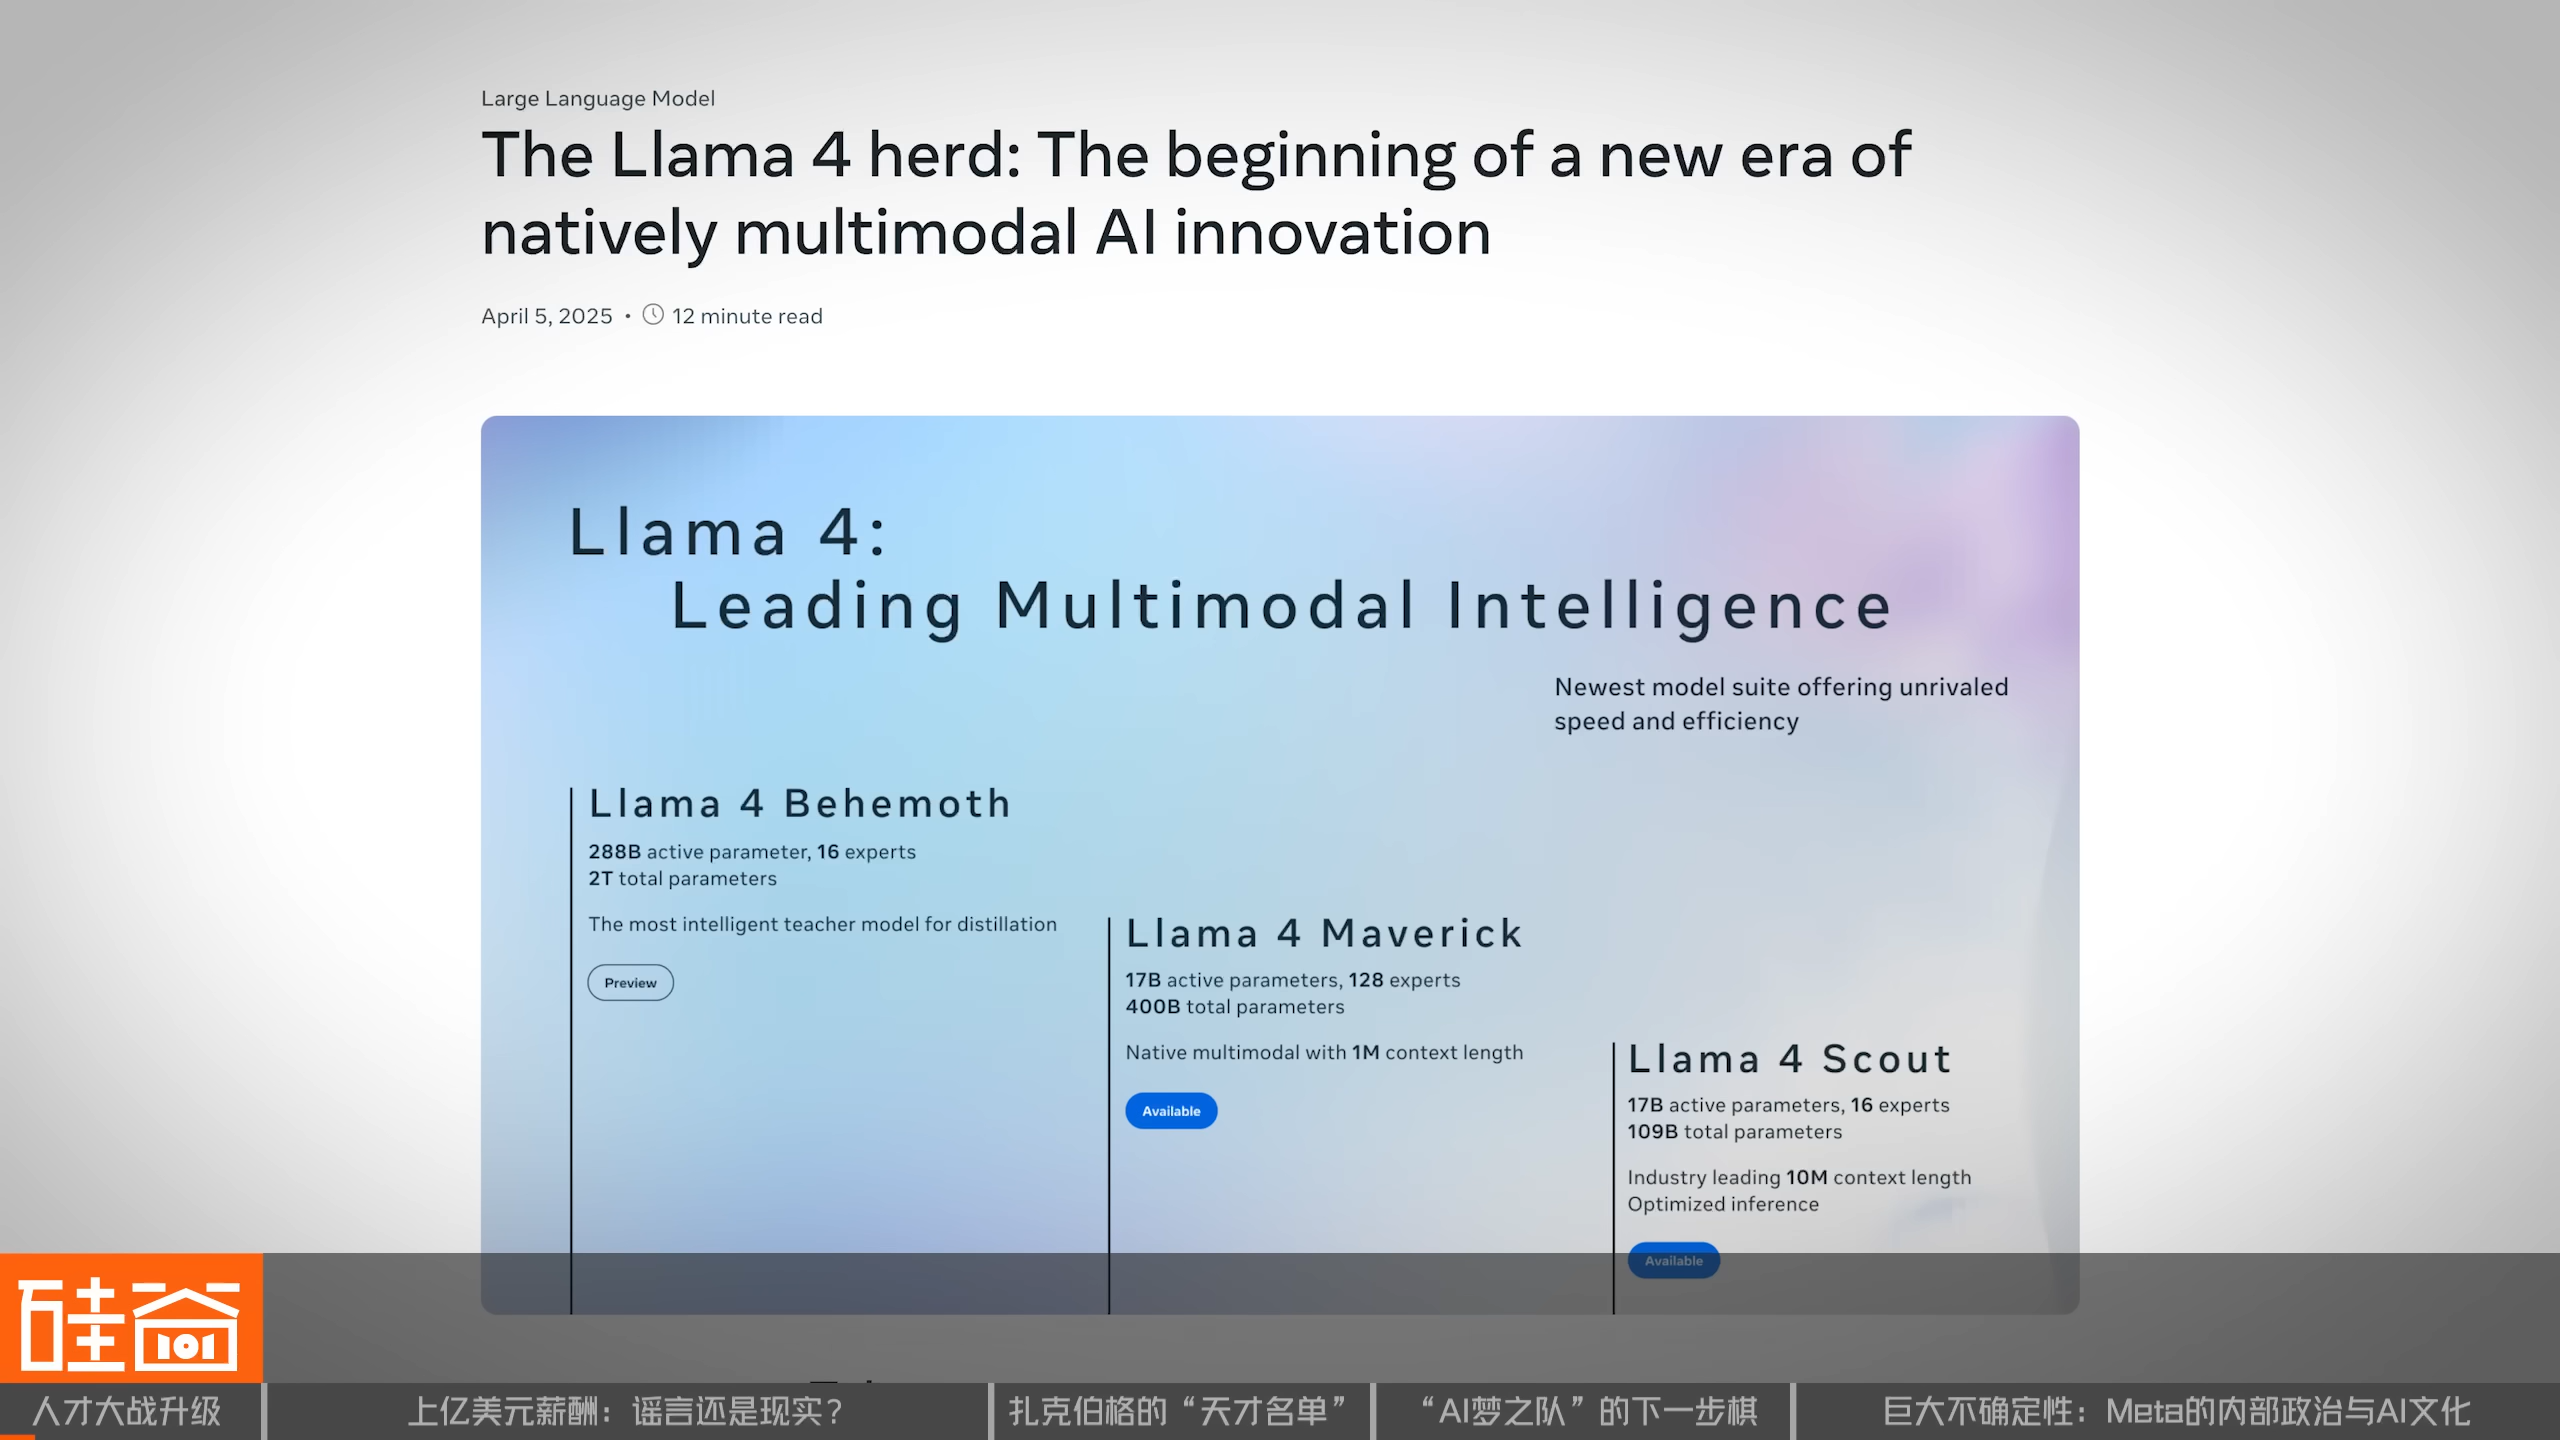 Large Language Model
The Llama 4 herd: The beginning of a new era of
natively multimodal AI innovation
April 5, 2025 • 12 minute read
Llama 4:
Leading Multimodal Intelligence
Newest model suite offering unrivaled
speed and efficiency
Llama 4 Behemoth
288B active parameter, 16 experts
2T total parameters
The most intelligent teacher model for distillation
Preview
Llama 4 Maverick
17B active parameters, 128 experts
400B total parameters
Native multimodal with 1M context length
Available
Llama 4 Scout
17B active parameters, 16 experts
109B total parameters
Industry leading 10M context length
Optimized inference
Available
硅谷
101
人才大战升级
上亿美元薪酬：谣言还是现实？
扎克伯格的“天才名单”
“AI梦之队”的下一步棋
巨大不确定性：Meta的内部政治与AI文化